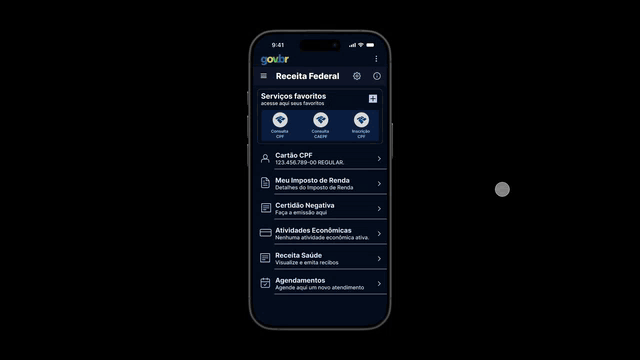 9:41
gov.br
Receita Federal
Serviços favoritos
acesse aqui seus favoritos
Consulta CPF
Consulta CAEPF
Inscrição CPF
Cartão CPF
123.456.789-00 REGULAR.
Meu Imposto de Renda
Detalhes do Imposto de Renda
Certidão Negativa
Faça a emissão aqui
Atividades Econômicas
Nenhuma atividade econômica ativa.
Receita Saúde
Visualize e emita recibos
Agendamentos
Agende aqui um novo atendimento